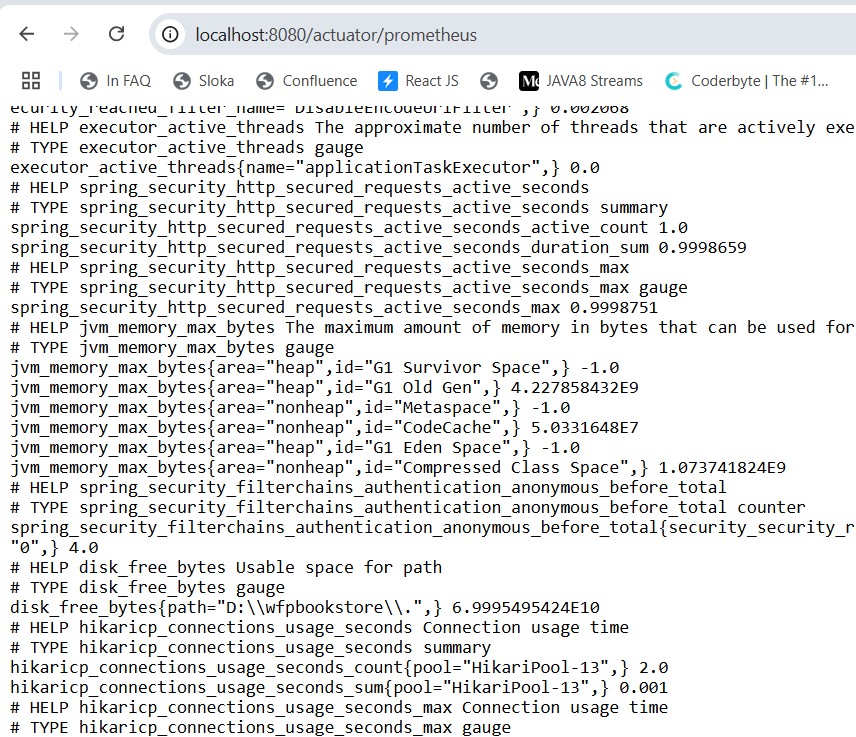 localhost:8080/actuator/prometheus
In FAQ Sloka Confluence React JS JAVA8 Streams Coderbyte | The #1...
ecurity_reached_filter_name="DisableEncodeUrlFilter",} 0.002068
# HELP executor_active_threads The approximate number of threads that are actively exe
# TYPE executor_active_threads gauge
executor_active_threads{name="applicationTaskExecutor",} 0.0
# HELP spring_security_http_secured_requests_active_seconds
# TYPE spring_security_http_secured_requests_active_seconds summary
spring_security_http_secured_requests_active_seconds_active_count 1.0
spring_security_http_secured_requests_active_seconds_duration_sum 0.9998659
# HELP spring_security_http_secured_requests_active_seconds_max
# TYPE spring_security_http_secured_requests_active_seconds_max gauge
spring_security_http_secured_requests_active_seconds_max 0.9998751
# HELP jvm_memory_max_bytes The maximum amount of memory in bytes that can be used for
# TYPE jvm_memory_max_bytes gauge
jvm_memory_max_bytes{area="heap",id="G1 Survivor Space",} -1.0
jvm_memory_max_bytes{area="heap",id="G1 Old Gen",} 4.227858432E9
jvm_memory_max_bytes{area="nonheap",id="Metaspace",} -1.0
jvm_memory_max_bytes{area="nonheap",id="CodeCache",} 5.0331648E7
jvm_memory_max_bytes{area="heap",id="G1 Eden Space",} -1.0
jvm_memory_max_bytes{area="nonheap",id="Compressed Class Space",} 1.073741824E9
# HELP spring_security_filterchains_authentication_anonymous_before_total
# TYPE spring_security_filterchains_authentication_anonymous_before_total counter
spring_security_filterchains_authentication_anonymous_before_total{security_security_r
"0",} 4.0
# HELP disk_free_bytes Usable space for path
# TYPE disk_free_bytes gauge
disk_free_bytes{path="D:\\wfpbookstore\\.",} 6.9995495424E10
# HELP hikaricp_connections_usage_seconds Connection usage time
# TYPE hikaricp_connections_usage_seconds summary
hikaricp_connections_usage_seconds_count{pool="HikariPool-13",} 2.0
hikaricp_connections_usage_seconds_sum{pool="HikariPool-13",} 0.001
# HELP hikaricp_connections_usage_seconds_max Connection usage time
# TYPE hikaricp_connections_usage_seconds_max gauge